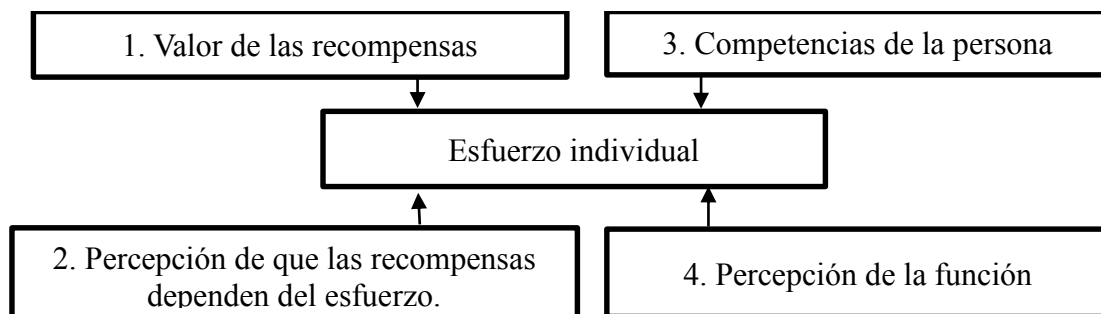 1. Valor de las recompensas
3. Competencias de la persona
Esfuerzo individual
2. Percepción de que las recompensas
dependen del esfuerzo.
4. Percepción de la función